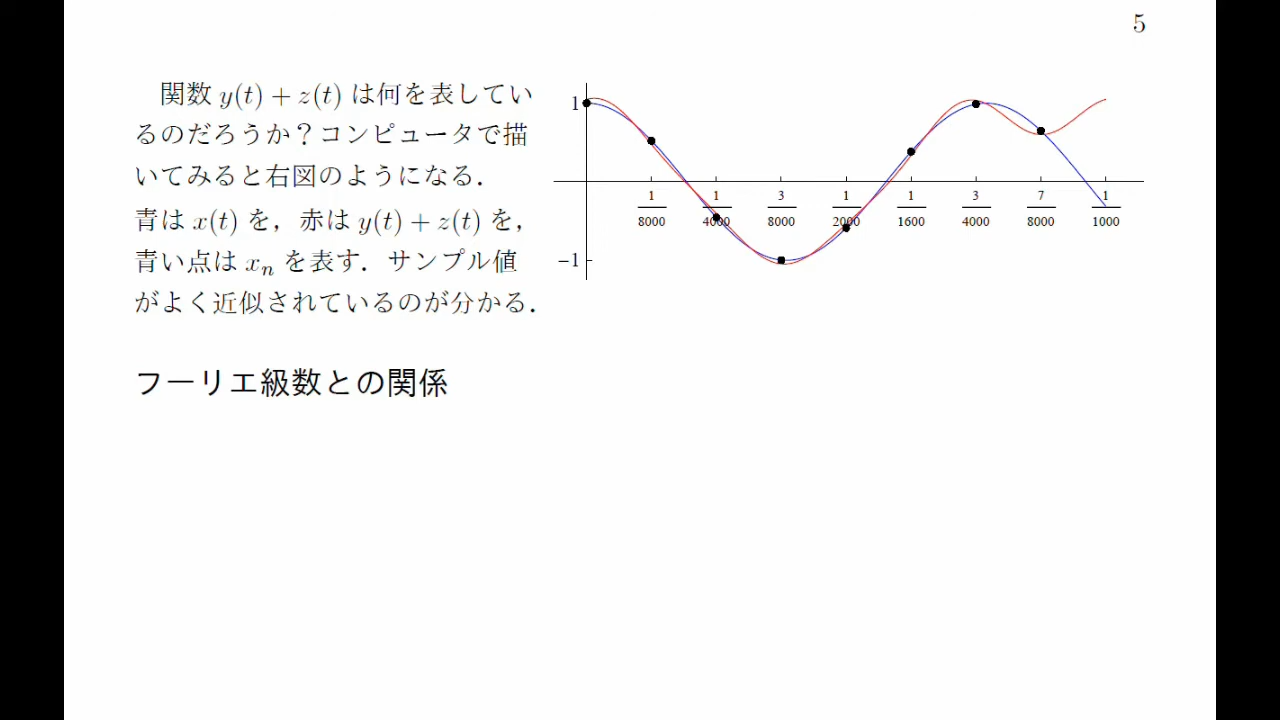 5
関数 y(t) + z(t) は何を表してい
るのだろうか？コンピュータで描
いてみると右図のようになる．
青は x(t) を，赤は y(t) + z(t) を，
青い点は xn を表す．サンプル値
がよく近似されているのが分かる．
1
1/8000 1/4000 3/8000 1/2000 1/1600 3/4000 7/8000 1/1000
−1
フーリエ級数との関係